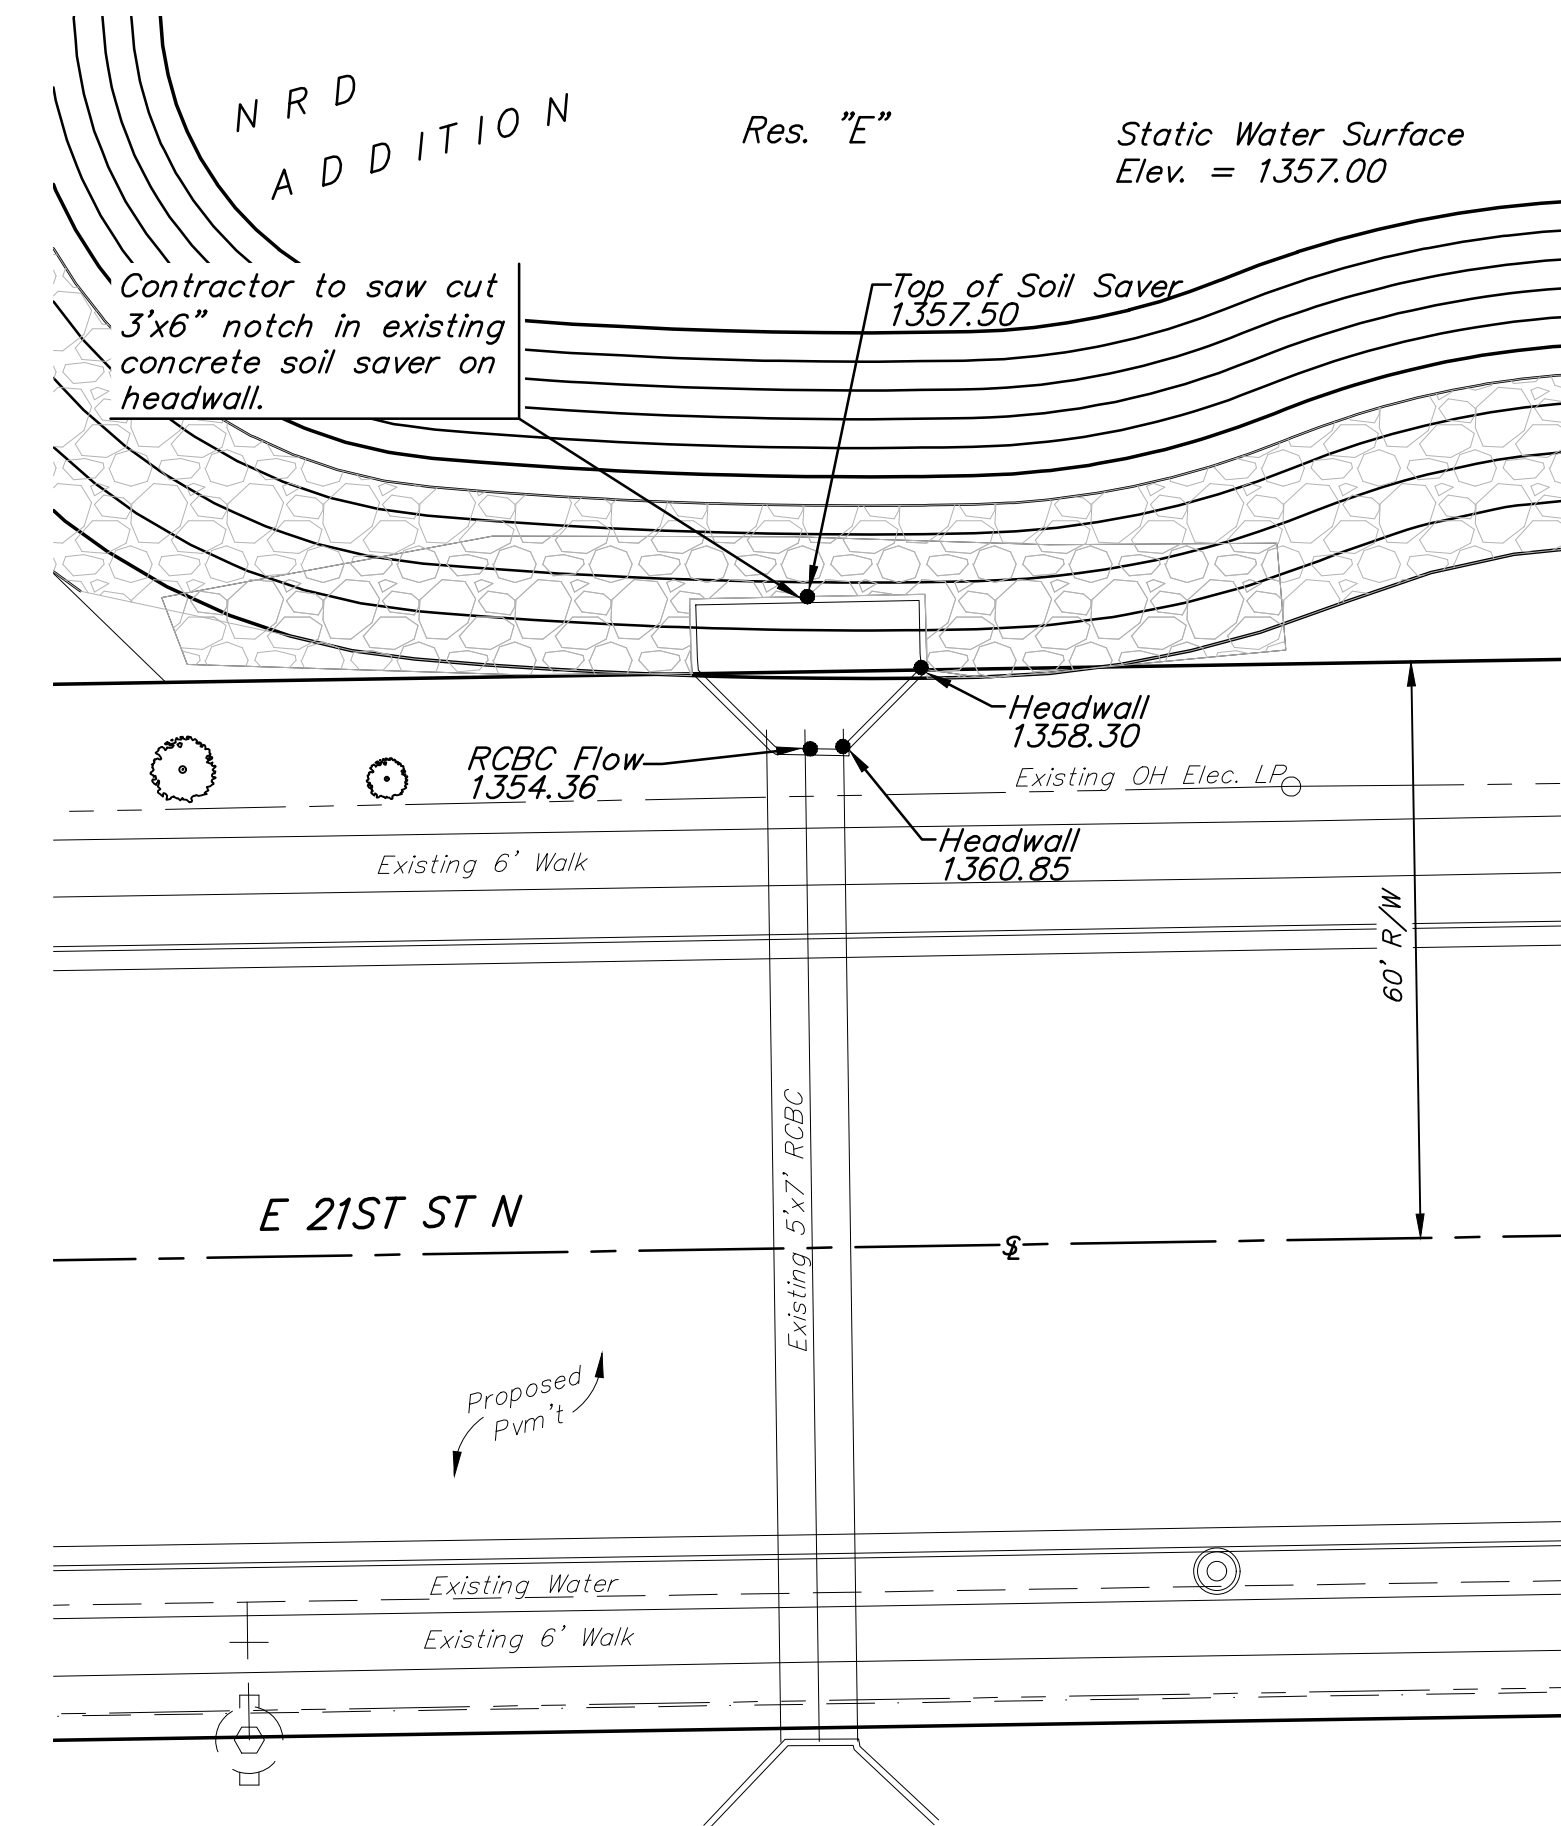 N R D
A D D I T I O N
Res. "E"
Static Water Surface
Elev. = 1357.00
Contractor to saw cut
3'x6" notch in existing
concrete soil saver on
headwall.
Top of Soil Saver
1357.50
Headwall
1358.30
RCBC Flow
1354.36
Existing OH Elec. LP
Headwall
1360.85
Existing 6' Walk
60' R/W
Existing 5'x7' RCBC
E 21ST ST N
℄
Proposed
Pvm't
Existing Water
Existing 6' Walk